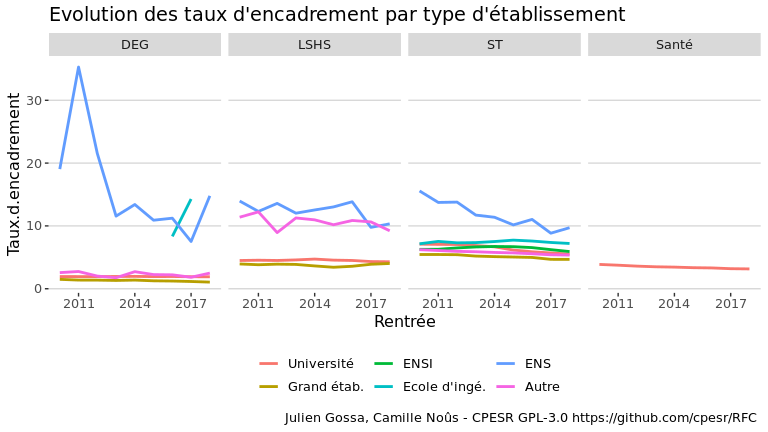 Evolution des taux d'encadrement par type d'établissement
DEG LSHS ST Santé
Taux.d.encadrement
30
20
10
0
2011 2014 2017 2011 2014 2017 2011 2014 2017 2011 2014 2017
Rentrée
Université ENSI ENS
Grand étab. Ecole d'ingé. Autre
Julien Gossa, Camille Noûs - CPESR GPL-3.0 https://github.com/cpesr/RFC